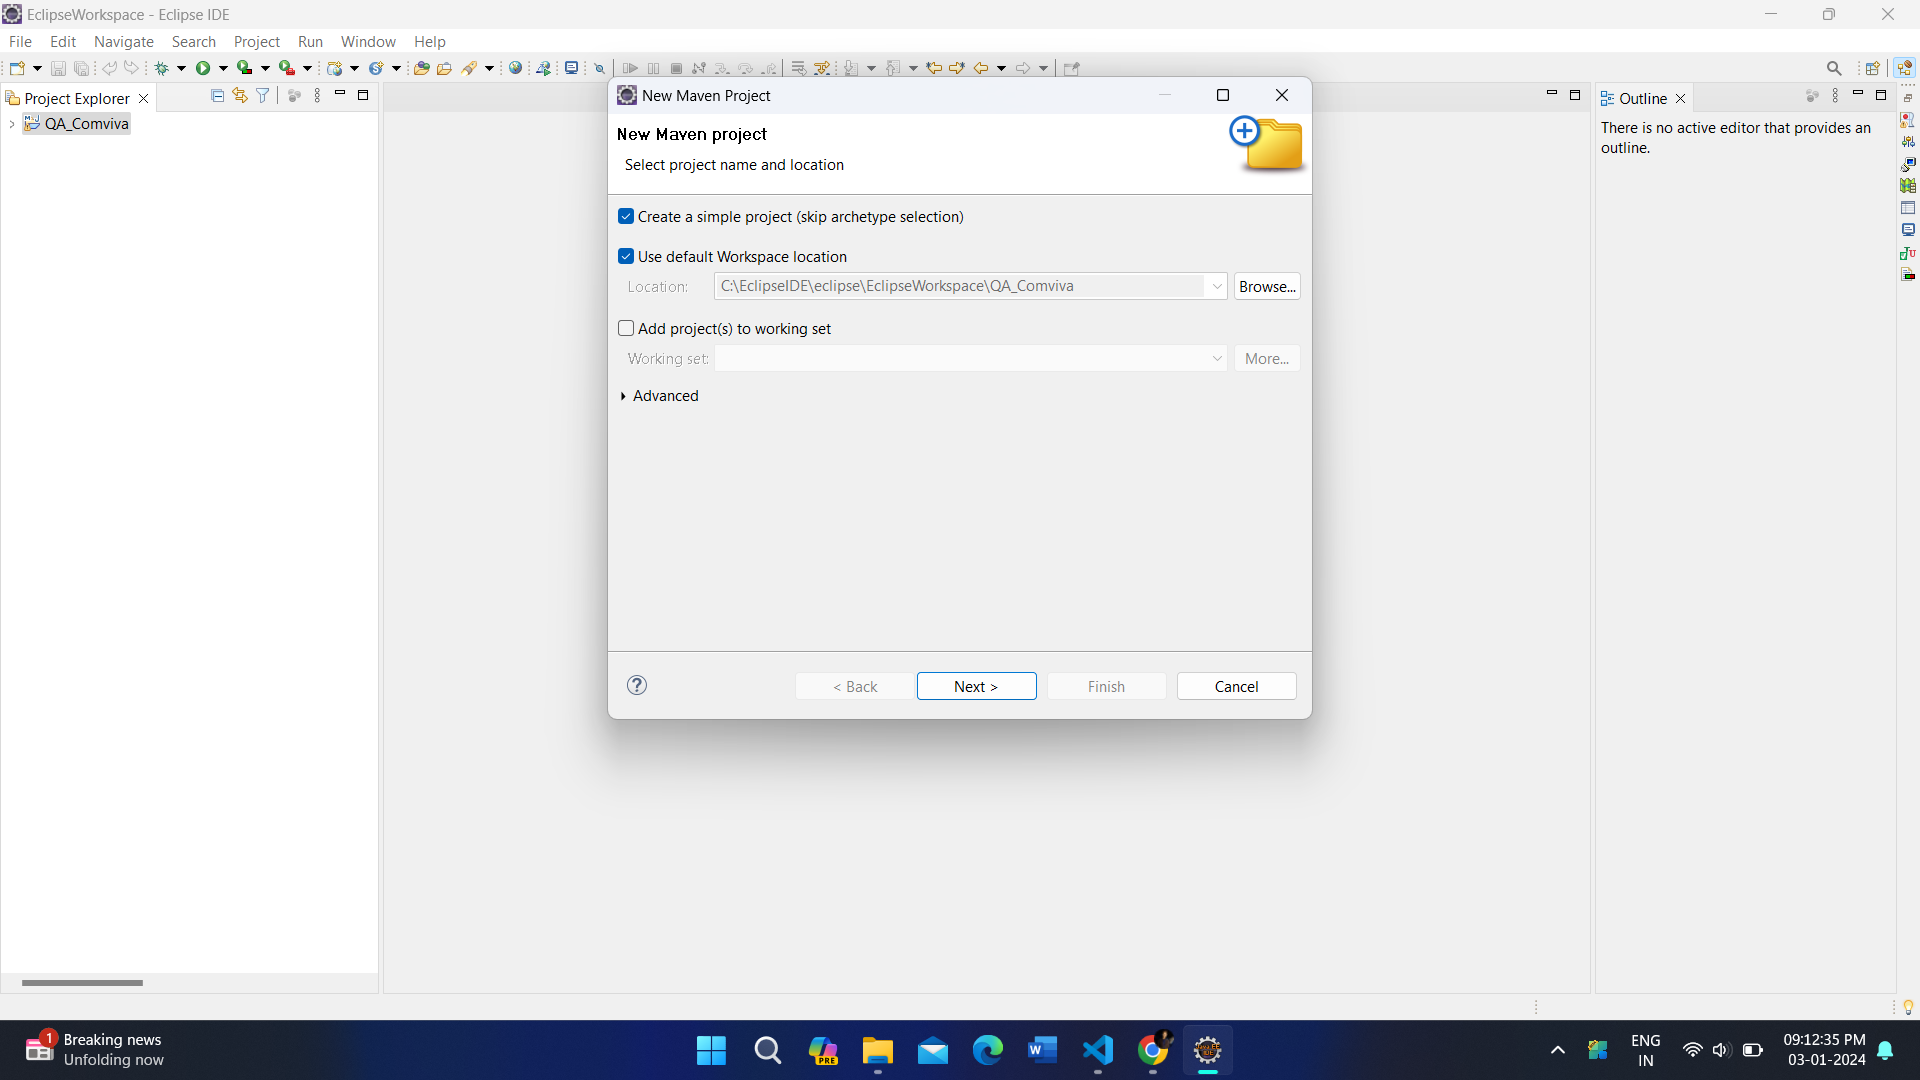 EclipseWorkspace - Eclipse IDE
File Edit Navigate Search Project Run Window Help
Project Explorer
QA_Comviva
New Maven Project
New Maven project
Select project name and location
Create a simple project (skip archetype selection)
Use default Workspace location
Location: C:\EclipseIDE\eclipse\EclipseWorkspace\QA_Comviva Browse...
Add project(s) to working set
Working set: More...
Advanced
? < Back Next > Finish Cancel
Outline
There is no active editor that provides an
outline.
1
Breaking news
Unfolding now
PRE
ENG
IN
09:12:35 PM
03-01-2024